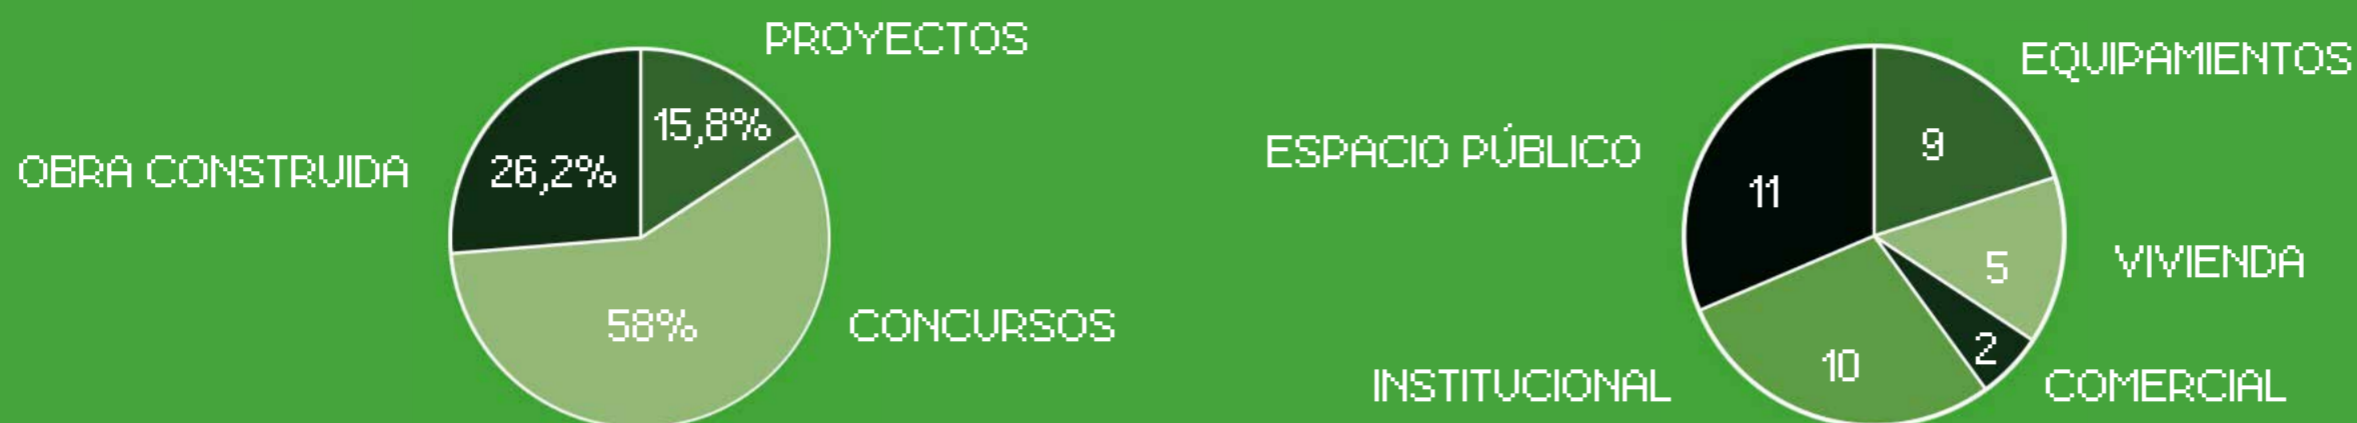 PROYECTOS
15,8%
OBRA CONSTRUIDA
26,2%
58%
CONCURSOS
EQUIPAMIENTOS
9
ESPACIO PÚBLICO
11
5
VIVIENDA
2
10
INSTITUCIONAL
COMERCIAL